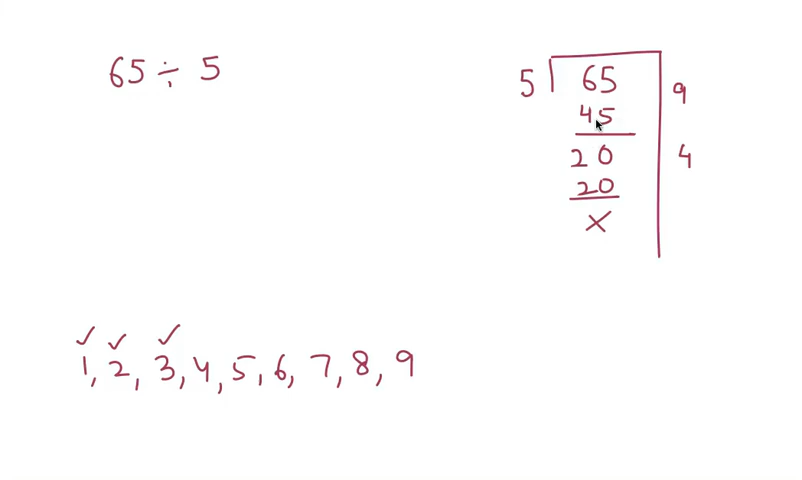 65 ÷ 5
5 65 9
45
20 4
20
×
✓ ✓ ✓
1, 2, 3, 4, 5, 6, 7, 8, 9